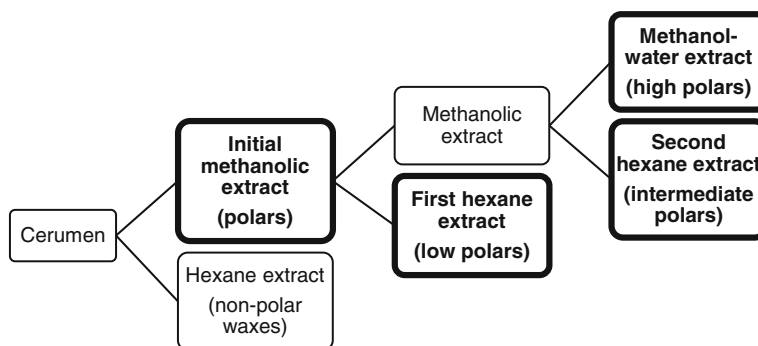 Cerumen
Initial
methanolic
extract
(polars)
Hexane extract
(non-polar
waxes)
Methanolic
extract
First hexane
extract
(low polars)
Methanol-
water extract
(high polars)
Second
hexane extract
(intermediate
polars)